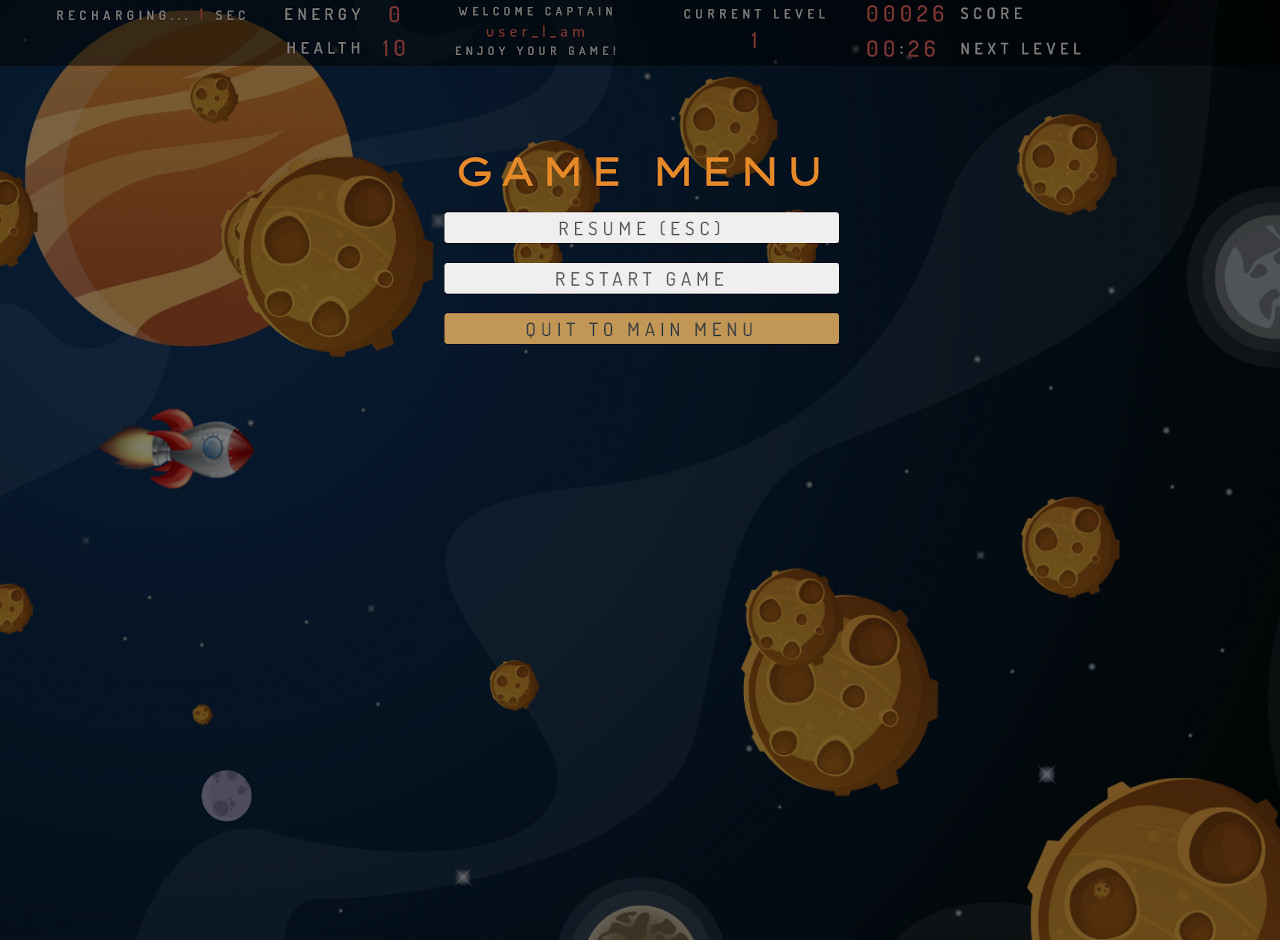 RECHARGING... 1 SEC
ENERGY 0
HEALTH 10
WELCOME CAPTAIN
user_I_am
ENJOY YOUR GAME!
CURRENT LEVEL
1
00026 SCORE
00:26 NEXT LEVEL
GAME MENU
RESUME (ESC)
RESTART GAME
QUIT TO MAIN MENU